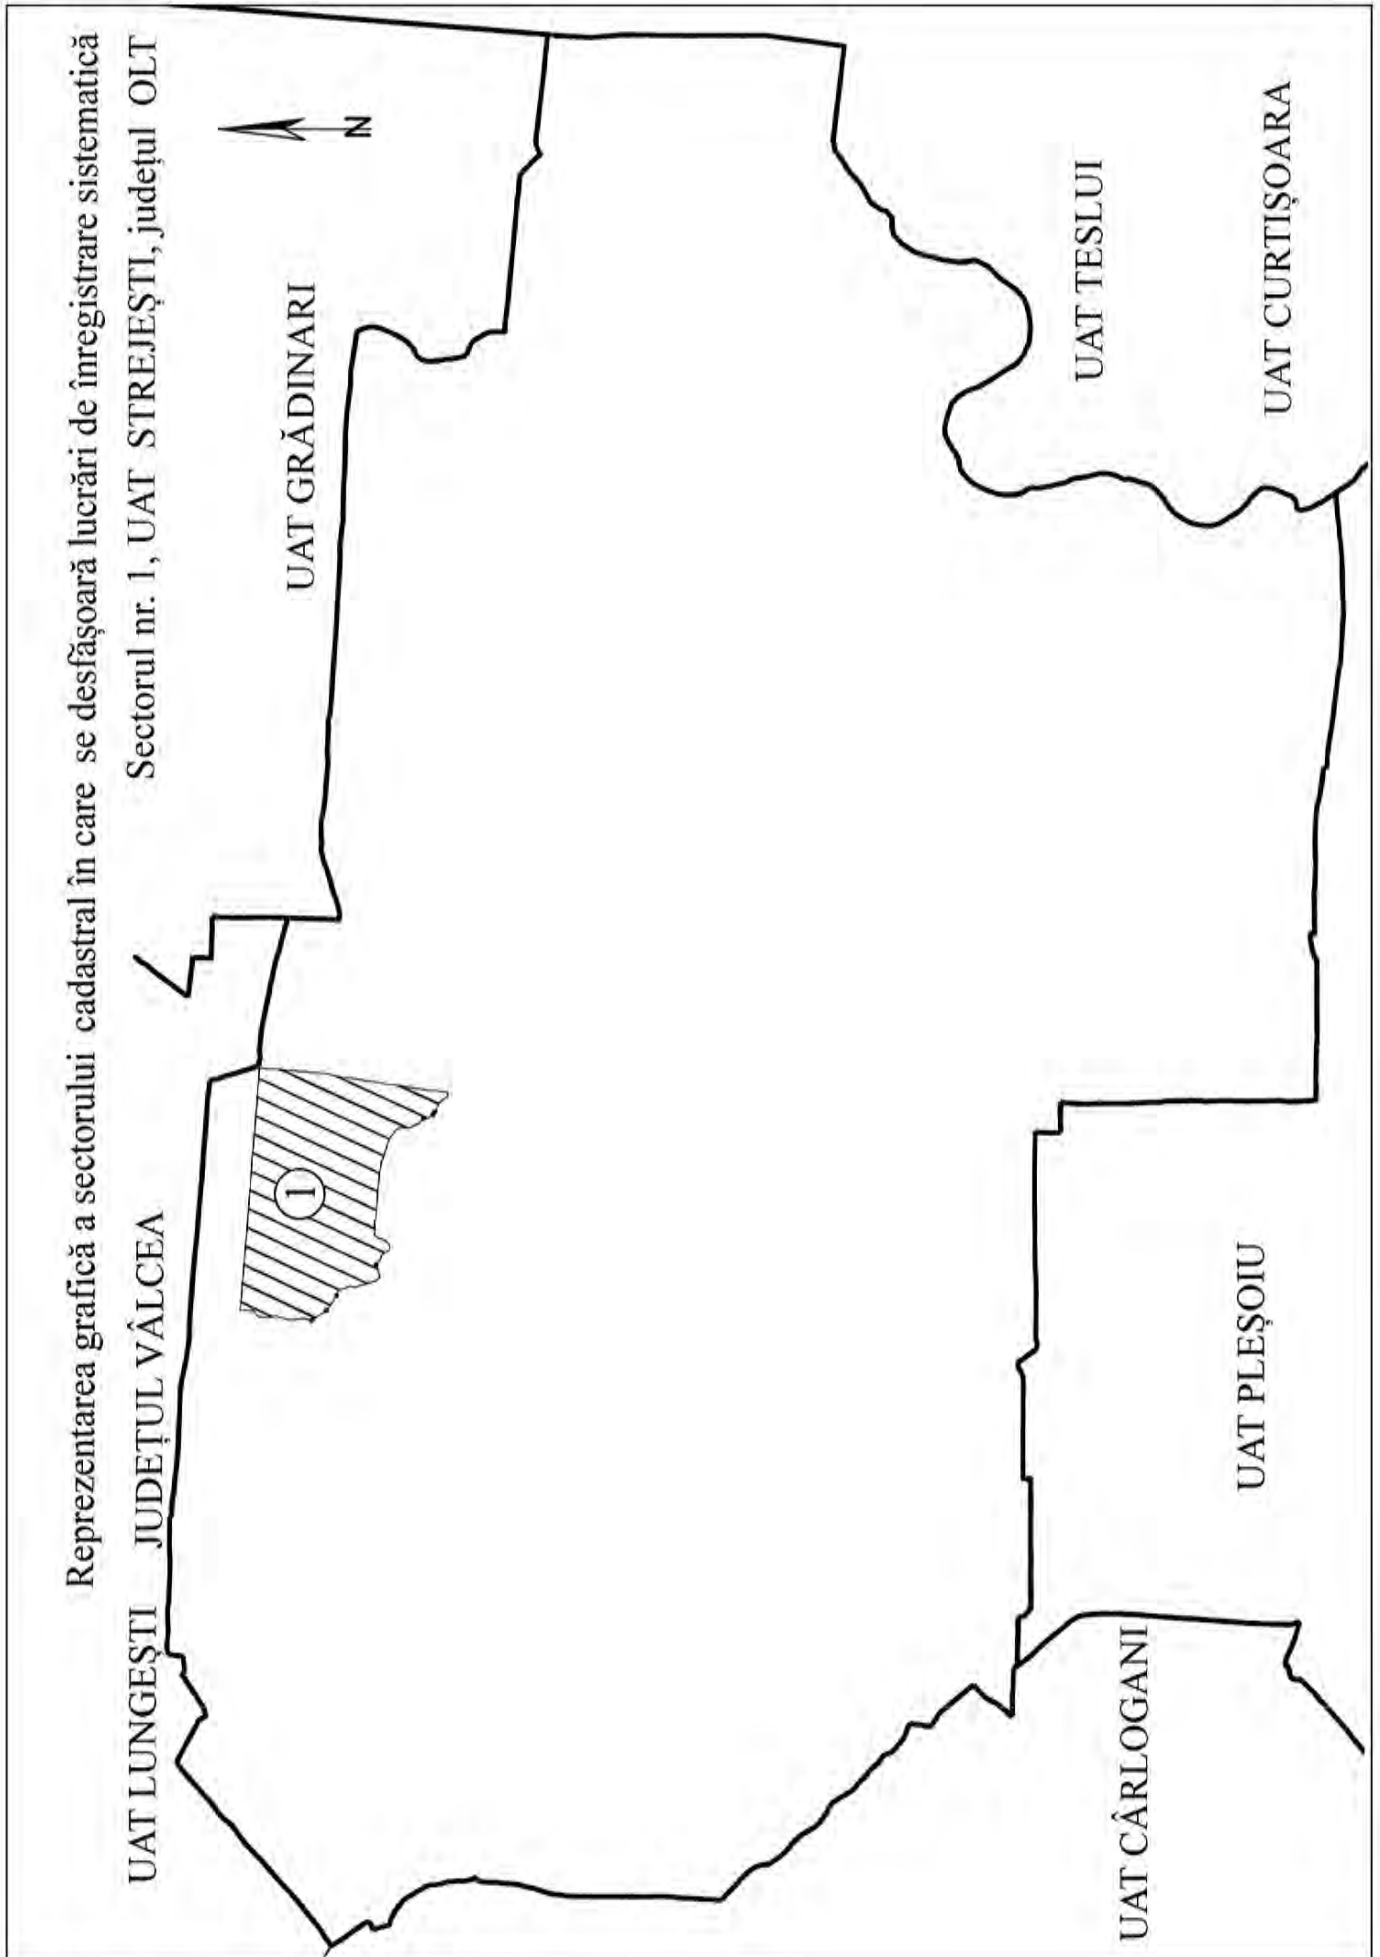 Reprezentarea grafică a sectorului cadastral în care se desfășoară lucrări de înregistrare sistematică
Sectorul nr. 1, UAT STREJEȘTI, județul OLT
UAT LUNGEȘTI JUDEȚUL VÂLCEA
N
UAT GRĂDINARI
1
UAT TESLUI
UAT CÂRLOGANI
UAT PLEȘOIU
UAT CURTIȘOARA